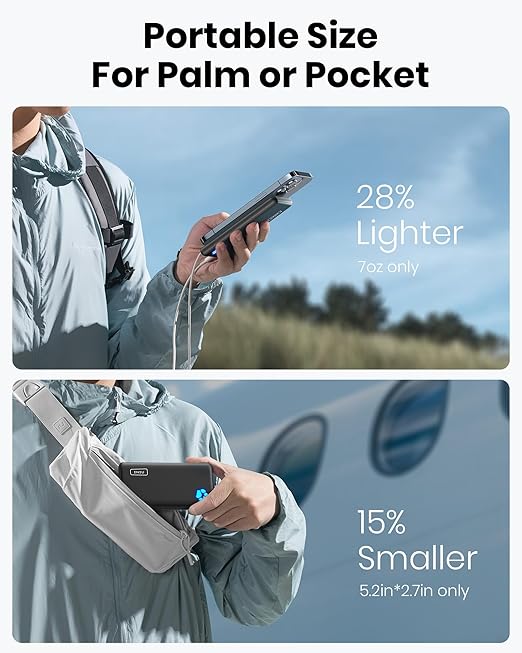 Portable Size
For Palm or Pocket
28%
Lighter
7oz only
15%
Smaller
5.2in*2.7in only